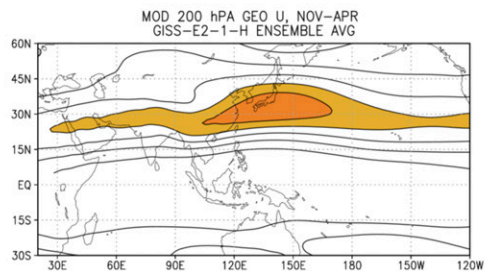 MOD 200 hPA GEO U, NOV-APR
GISS-E2-1-H ENSEMBLE AVG
60N
45N
30N
15N
EQ
15S
30S
30E 60E 90E 120E 150E 180 150W 120W